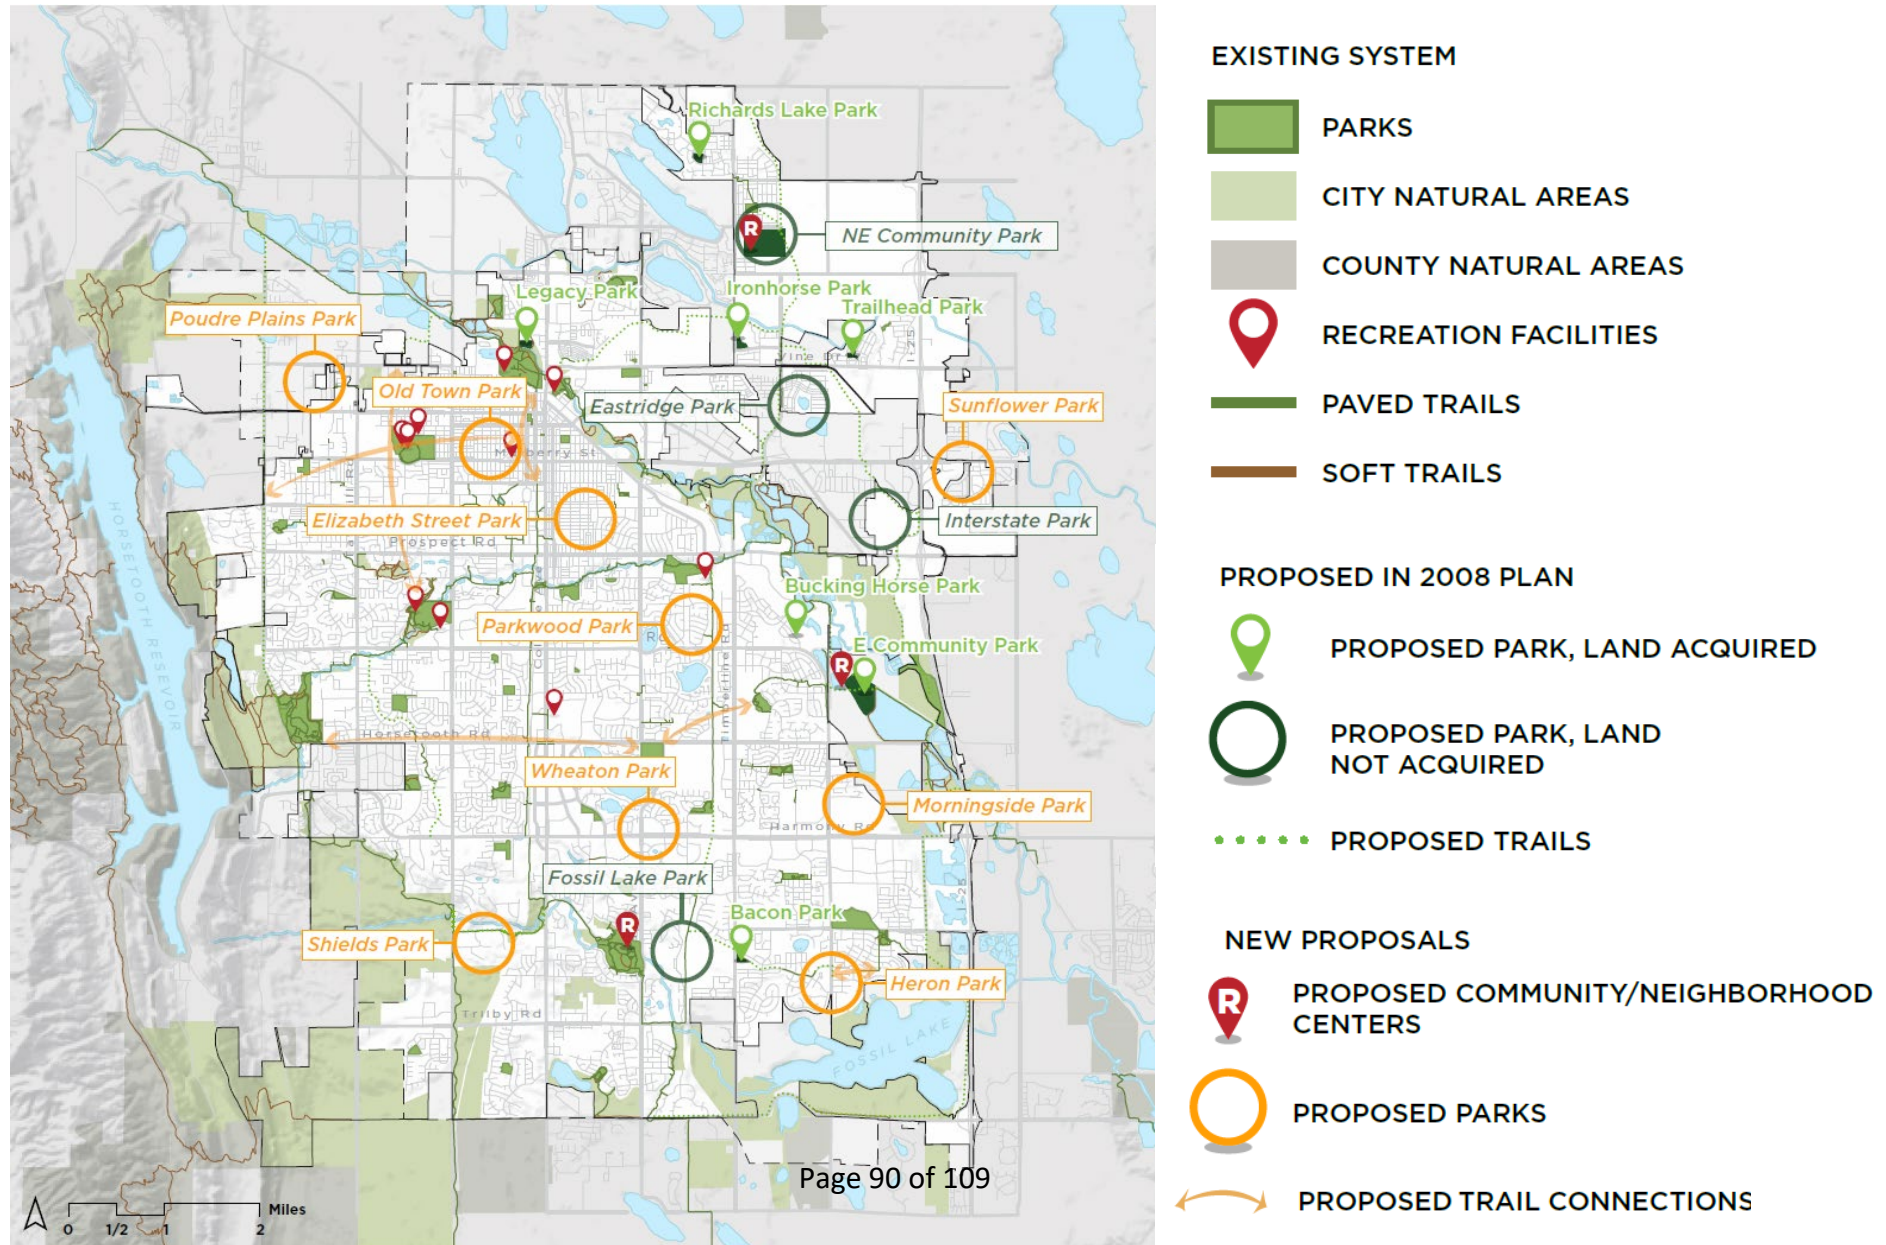 Richards Lake Park
NE Community Park
Legacy Park
Ironhorse Park
Trailhead Park
Poudre Plains Park
Vine Dr
I-25
Old Town Park
Eastridge Park
Sunflower Park
Elizabeth Street Park
Interstate Park
Prospect Rd
Bucking Horse Park
Parkwood Park
E Community Park
R
R
HORSETOOTH RESERVOIR
Horsetooth Rd
Wheaton Park
Morningside Park
Harmony Rd
Fossil Lake Park
I-25
Bacon Park
R
Shields Park
Heron Park
Trilby Rd
FOSSIL LAKE
Page 90 of 109
0 1/2 1 2 Miles
EXISTING SYSTEM
PARKS
CITY NATURAL AREAS
COUNTY NATURAL AREAS
RECREATION FACILITIES
PAVED TRAILS
SOFT TRAILS
PROPOSED IN 2008 PLAN
PROPOSED PARK, LAND ACQUIRED
PROPOSED PARK, LAND
NOT ACQUIRED
PROPOSED TRAILS
NEW PROPOSALS
R
PROPOSED COMMUNITY/NEIGHBORHOOD
CENTERS
PROPOSED PARKS
PROPOSED TRAIL CONNECTIONS